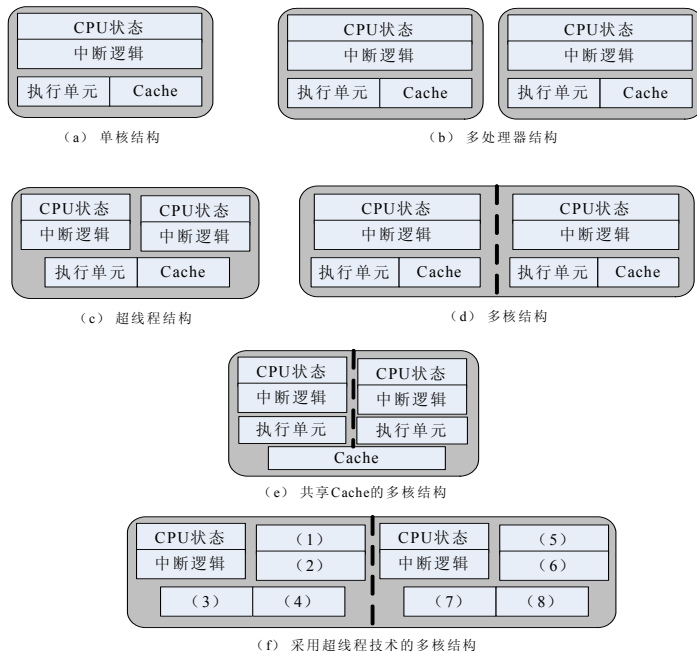 CPU状态
中断逻辑
执行单元 Cache
（a） 单核结构
CPU状态 CPU状态
中断逻辑 中断逻辑
执行单元 Cache 执行单元 Cache
（b） 多处理器结构
CPU状态 CPU状态
中断逻辑 中断逻辑
执行单元 Cache
（c） 超线程结构
CPU状态 CPU状态
中断逻辑 中断逻辑
执行单元 Cache 执行单元 Cache
（d） 多核结构
CPU状态 CPU状态
中断逻辑 中断逻辑
执行单元 执行单元
Cache
（e） 共享Cache的多核结构
CPU状态 （1） CPU状态 （5）
中断逻辑 （2） 中断逻辑 （6）
（3） （4） （7） （8）
（f） 采用超线程技术的多核结构